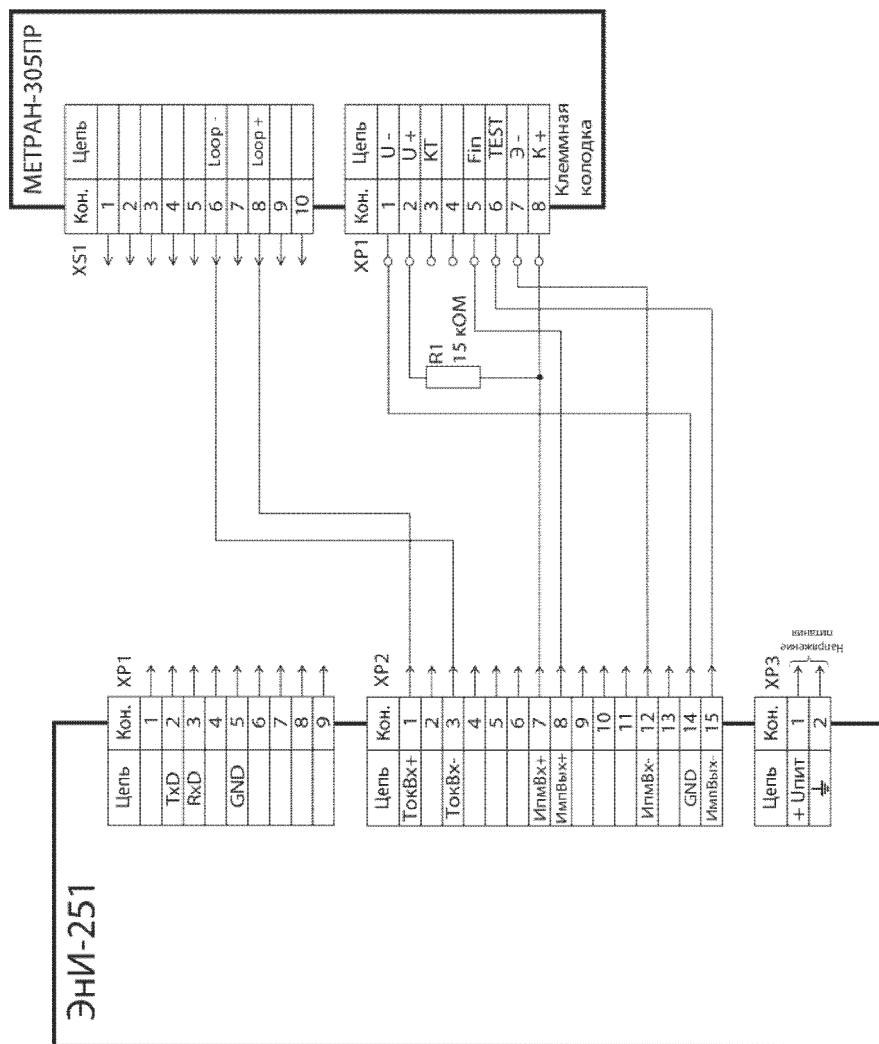 МЕТРАН-305ПР
XS1
Кон. Цепь
1
2
3
4
5
6 Loop -
7
8 Loop +
9
10
XP1
Кон. Цепь
1 U -
2 U +
3 КТ
4
5 Fin
6 TEST
7 Э -
8 К +
Клеммная
колодка
R1
15 кОМ
ЭнИ-251
XP1
Цепь Кон.
1
TxD 2
RxD 3
4
GND 5
6
7
8
9
XP2
Цепь Кон.
ТокВх+ 1
2
ТокВх- 3
4
5
6
ИпмВх+ 7
ИмпВых+ 8
9
10
11
ИпмВх- 12
13
GND 14
ИмпВых- 15
XP3
Цепь Кон.
+ Uпит 1
2
Напряжение
питания